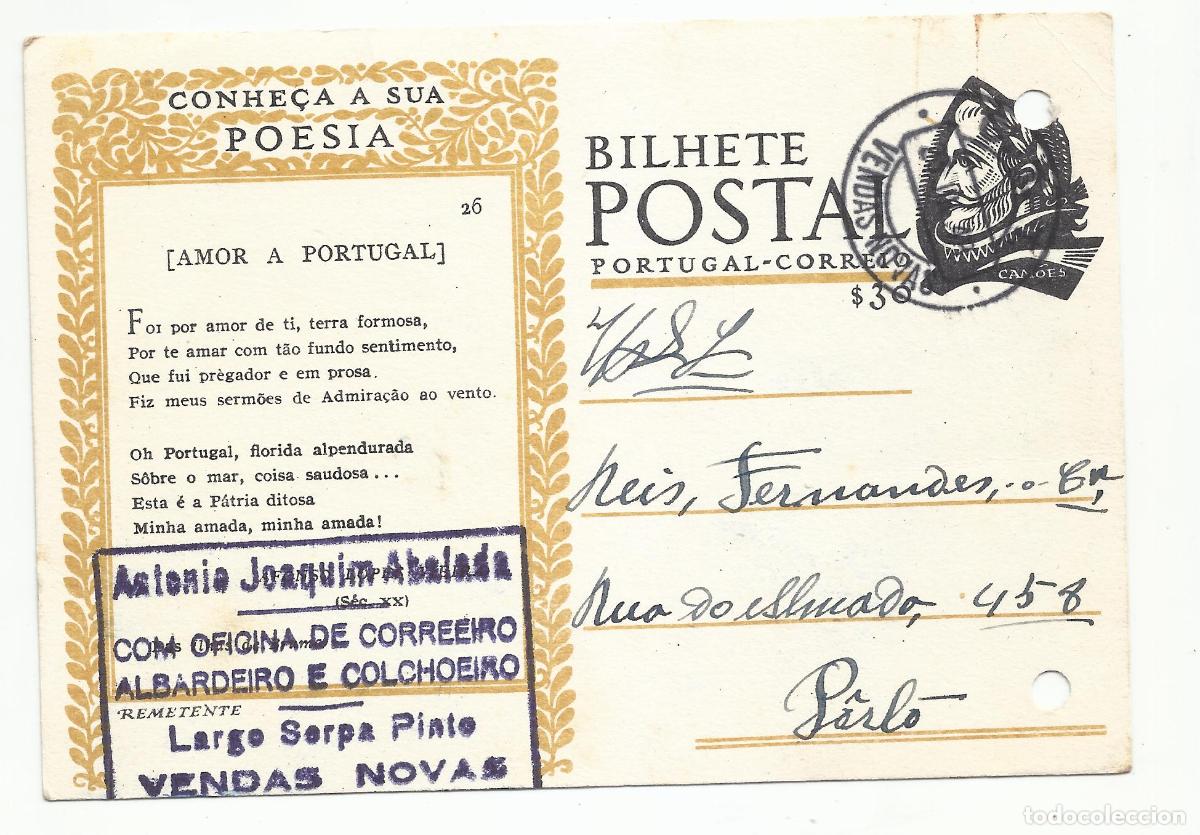 CONHEÇA A SUA
POESIA
26
[AMOR A PORTUGAL]
Foi por amor de ti, terra formosa,
Por te amar com tão fundo sentimento,
Que fui prègador e em prosa
Fiz meus sermões de Admiração ao vento.
Oh Portugal, florida alpendurada
Sôbre o mar, coisa saudosa...
Esta é a Pátria ditosa
Minha amada, minha amada!
AFONSO LOPES
(Séc. XX)
REMETENTE
Antonio Joaquim Abalada
COM OFICINA DE CORREEIRO
ALBARDEIRO E COLCHOEIRO
Largo Serpa Pinto
VENDAS NOVAS
BILHETE
POSTAL
PORTUGAL-CORREIO
$30
CAMÕES
VENDAS NOVAS
Reis, Fernandes,
Rua do Almada, 458
Pôrto
todocoleccion